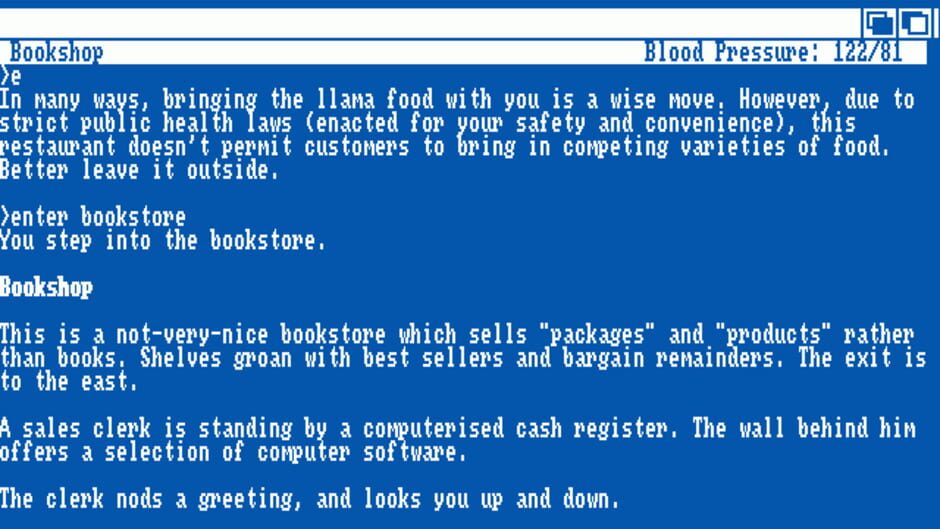 Bookshop Blood Pressure: 122/81
>e
In many ways, bringing the llama food with you is a wise move. However, due to
strict public health laws (enacted for your safety and convenience), this
restaurant doesn't permit customers to bring in competing varieties of food.
Better leave it outside.
>enter bookstore
You step into the bookstore.
Bookshop
This is a not-very-nice bookstore which sells "packages" and "products" rather
than books. Shelves groan with best sellers and bargain remainders. The exit is
to the east.
A sales clerk is standing by a computerised cash register. The wall behind him
offers a selection of computer software.
The clerk nods a greeting, and looks you up and down.